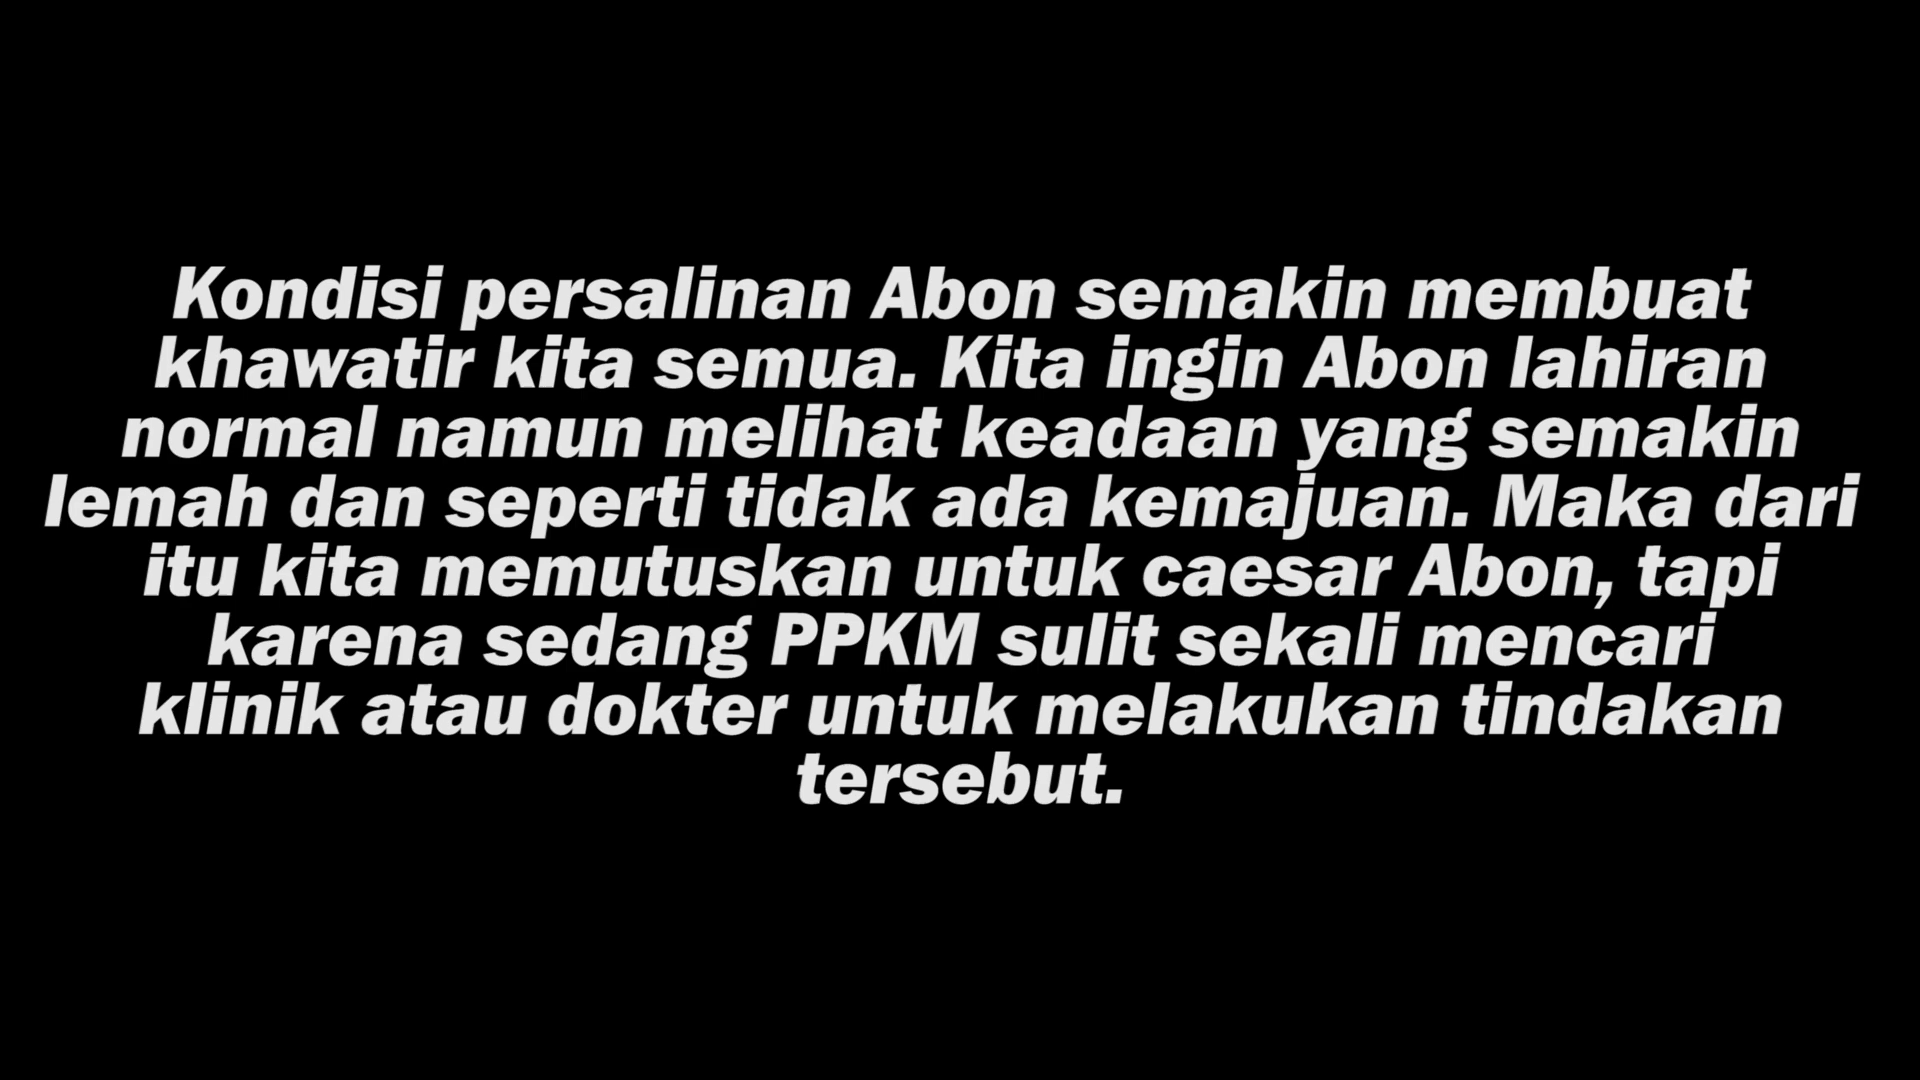 Kondisi persalinan Abon semakin membuat
khawatir kita semua. Kita ingin Abon lahiran
normal namun melihat keadaan yang semakin
lemah dan seperti tidak ada kemajuan. Maka dari
itu kita memutuskan untuk caesar Abon, tapi
karena sedang PPKM sulit sekali mencari
klinik atau dokter untuk melakukan tindakan
tersebut.